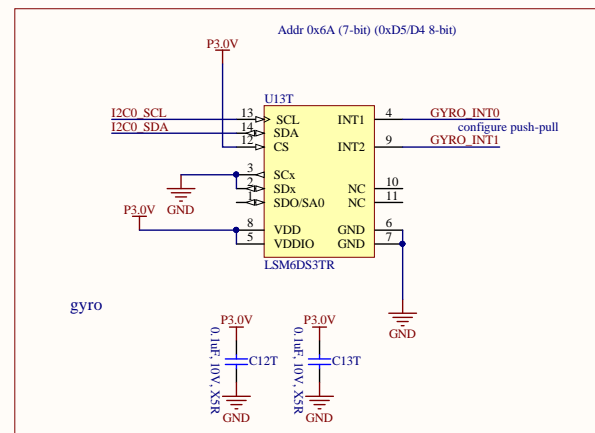 Addr 0x6A (7-bit) (0xD5/D4 8-bit)
P3.0V
U13T
I2C0_SCL 13 SCL INT1 4 GYRO_INT0
I2C0_SDA 14 SDA configure push-pull
12 CS INT2 9 GYRO_INT1
3 SCx
2 SDx NC 10
1 SDO/SA0 NC 11
GND
P3.0V
8 VDD GND 6
5 VDDIO GND 7
LSM6DS3TR
gyro
GND
P3.0V P3.0V
0.1uF, 10V, X5R C12T 0.1uF, 10V, X5R C13T
GND GND